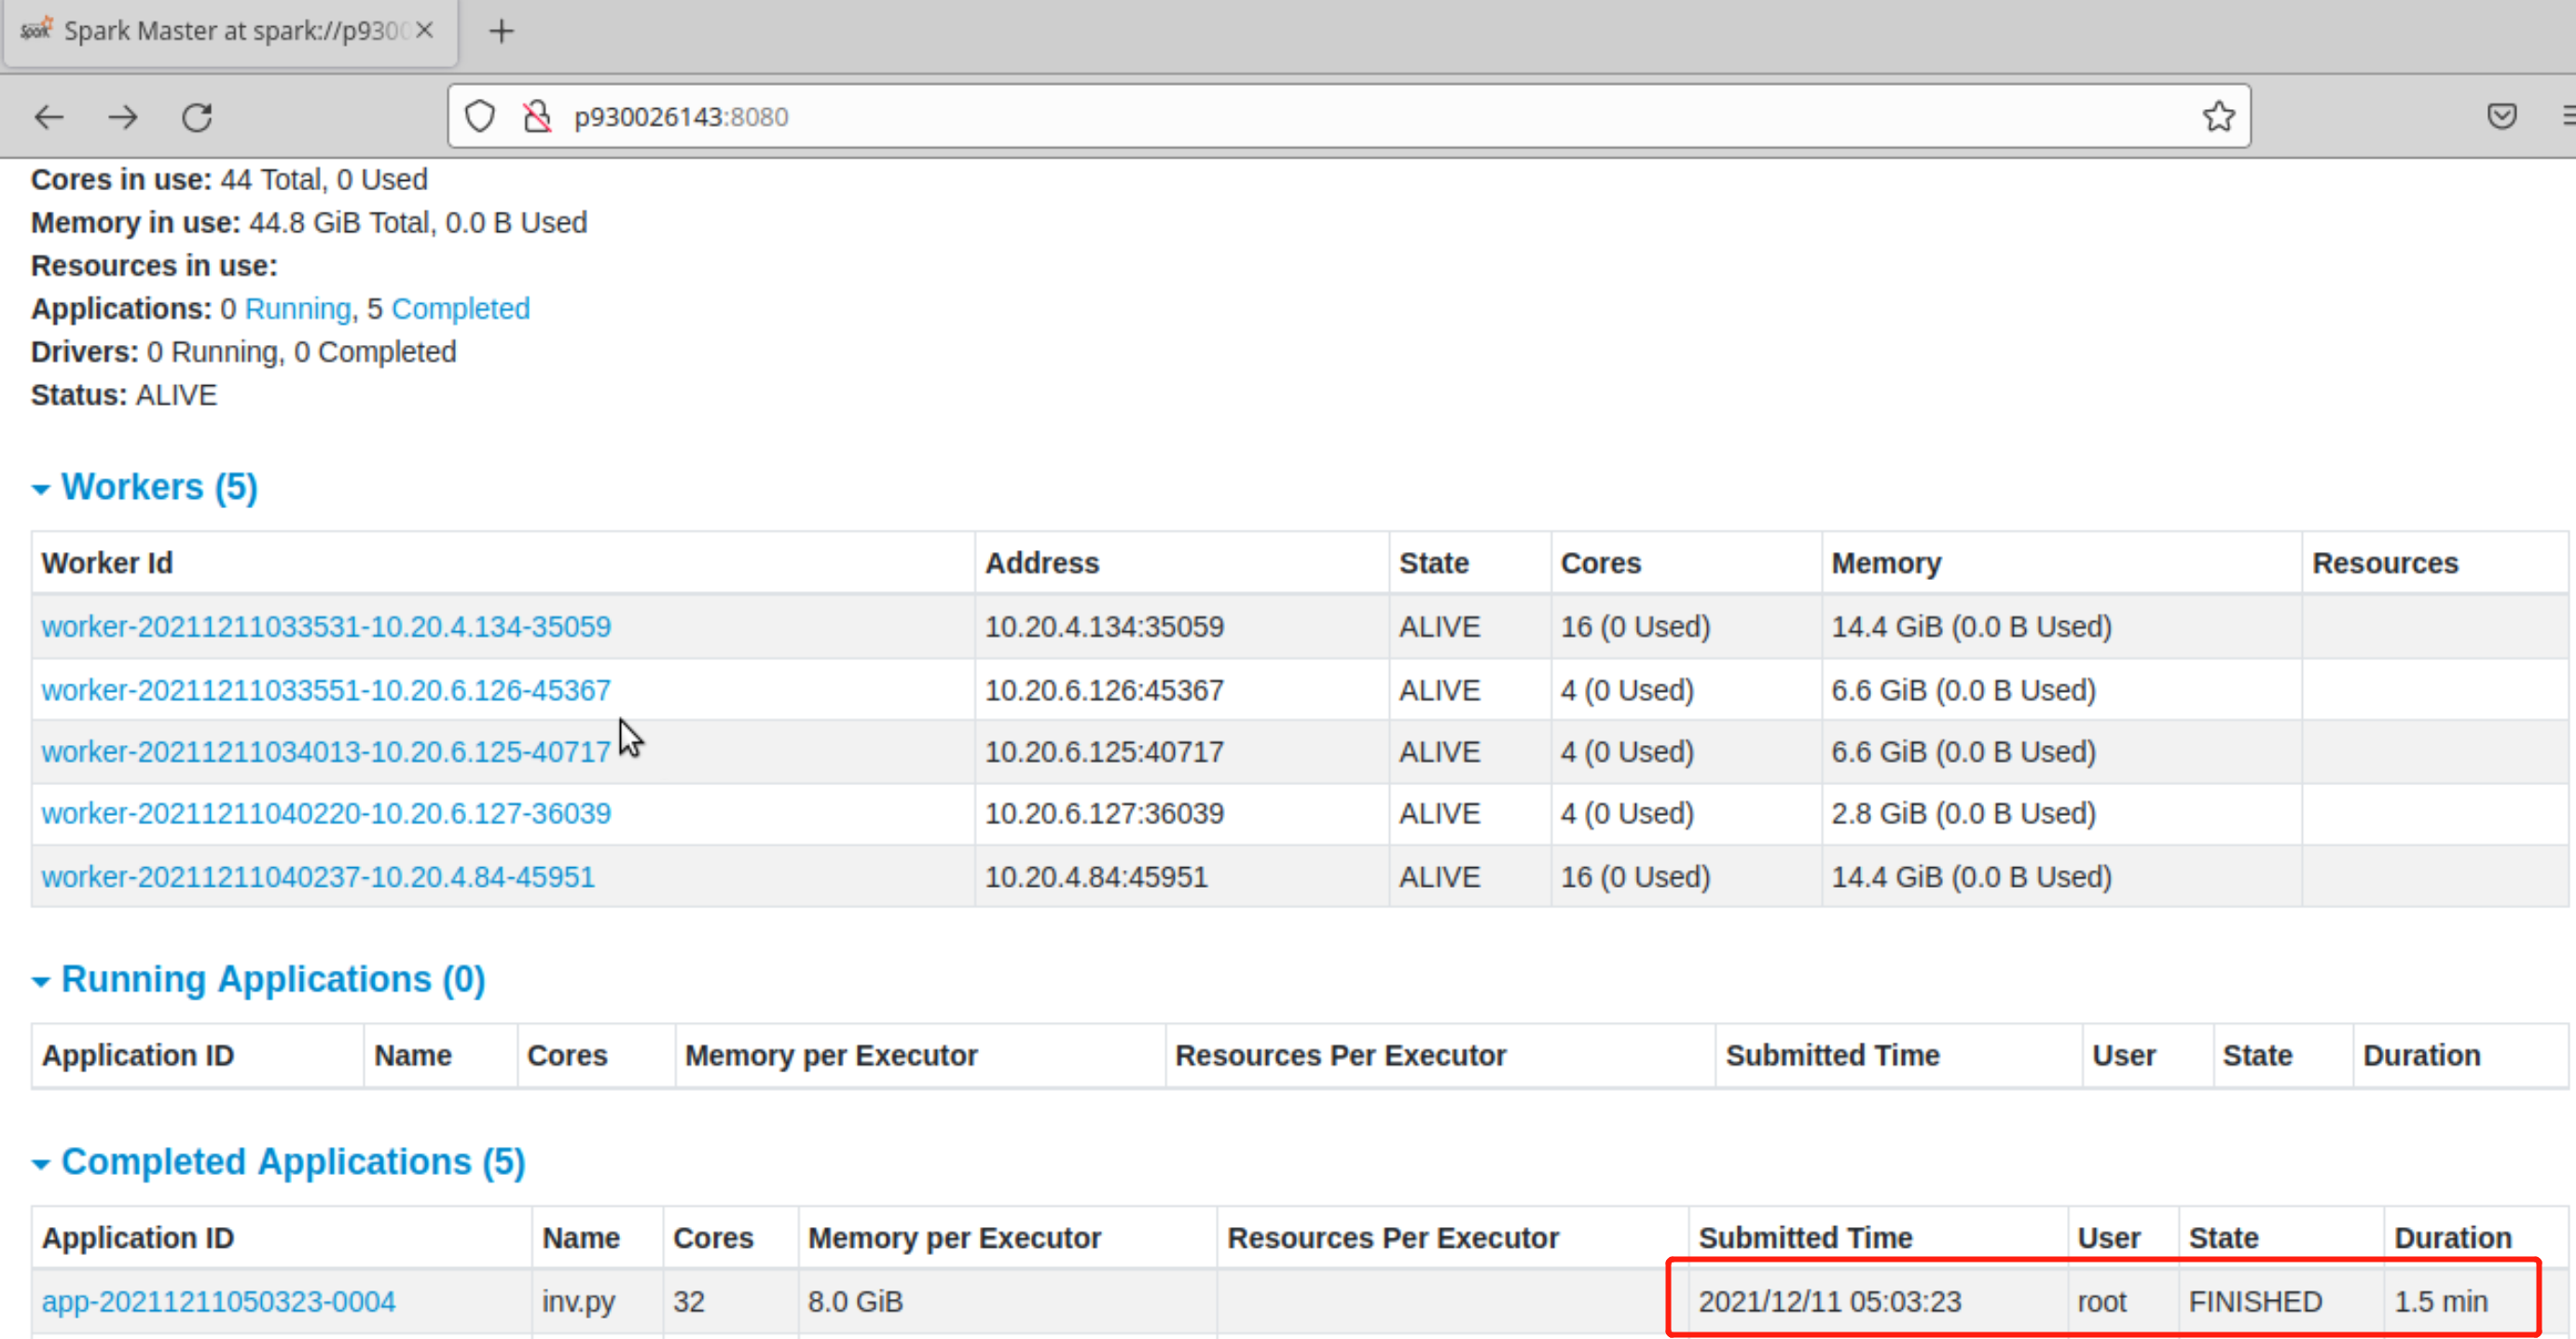 Spark Master at spark://p9300
p930026143:8080
Cores in use: 44 Total, 0 Used
Memory in use: 44.8 GiB Total, 0.0 B Used
Resources in use:
Applications: 0 Running, 5 Completed
Drivers: 0 Running, 0 Completed
Status: ALIVE
Workers (5)
Worker Id Address State Cores Memory Resources
worker-20211211033531-10.20.4.134-35059 10.20.4.134:35059 ALIVE 16 (0 Used) 14.4 GiB (0.0 B Used)
worker-20211211033551-10.20.6.126-45367 10.20.6.126:45367 ALIVE 4 (0 Used) 6.6 GiB (0.0 B Used)
worker-20211211034013-10.20.6.125-40717 10.20.6.125:40717 ALIVE 4 (0 Used) 6.6 GiB (0.0 B Used)
worker-20211211040220-10.20.6.127-36039 10.20.6.127:36039 ALIVE 4 (0 Used) 2.8 GiB (0.0 B Used)
worker-20211211040237-10.20.4.84-45951 10.20.4.84:45951 ALIVE 16 (0 Used) 14.4 GiB (0.0 B Used)
Running Applications (0)
Application ID Name Cores Memory per Executor Resources Per Executor Submitted Time User State Duration
Completed Applications (5)
Application ID Name Cores Memory per Executor Resources Per Executor Submitted Time User State Duration
app-20211211050323-0004 inv.py 32 8.0 GiB 2021/12/11 05:03:23 root FINISHED 1.5 min